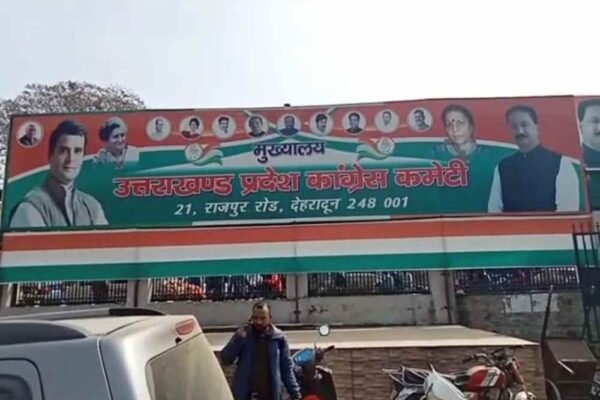 मुख्यालय
उत्तराखण्ड प्रदेश कांग्रेस कमेटी
21, राजपुर रोड, देहरादून 248 001